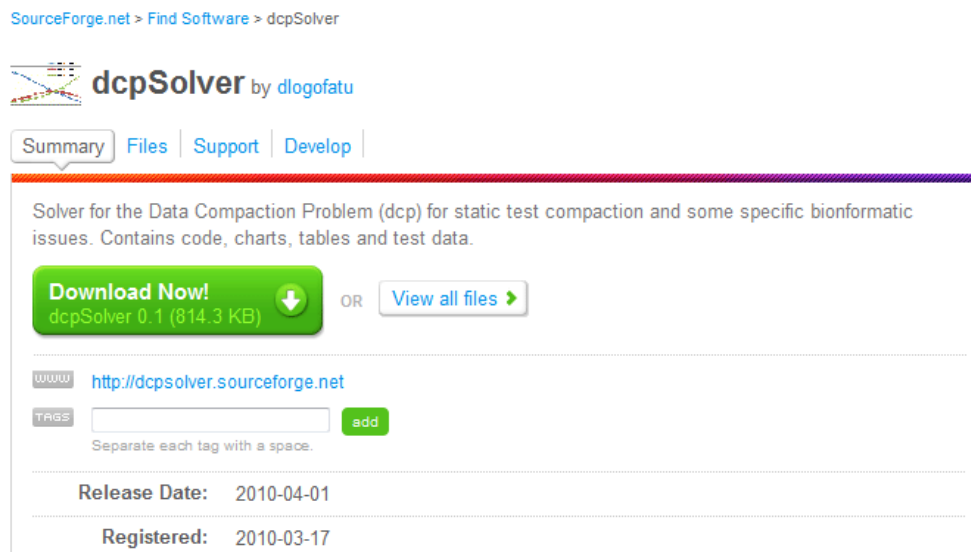 SourceForge.net > Find Software > dcpSolver
dcpSolver by dlogofatu
Summary Files Support Develop
Solver for the Data Compaction Problem (dcp) for static test compaction and some specific bionformatic
issues. Contains code, charts, tables and test data.
Download Now!
dcpSolver 0.1 (814.3 KB)
OR
View all files
www http://dcpsolver.sourceforge.net
TAGS add
Separate each tag with a space.
Release Date: 2010-04-01
Registered: 2010-03-17